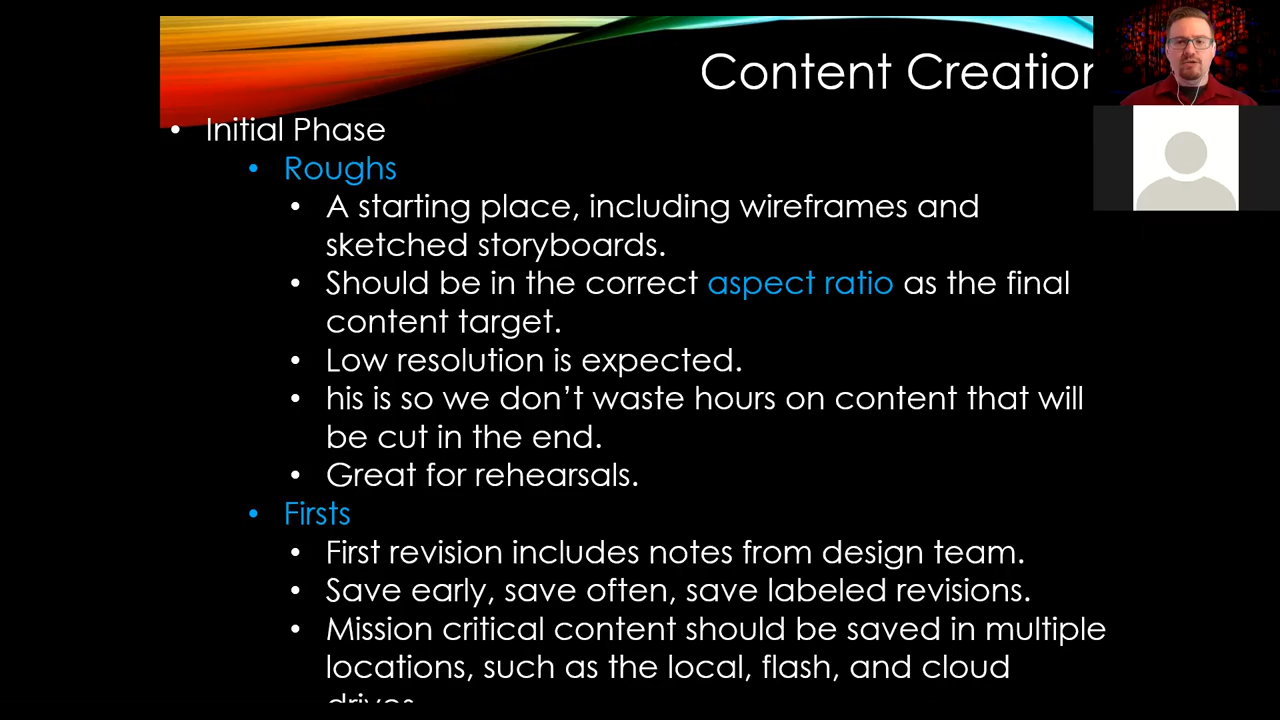 Content Creation
• Initial Phase
• Roughs
• A starting place, including wireframes and
sketched storyboards.
• Should be in the correct aspect ratio as the final
content target.
• Low resolution is expected.
• his is so we don’t waste hours on content that will
be cut in the end.
• Great for rehearsals.
• Firsts
• First revision includes notes from design team.
• Save early, save often, save labeled revisions.
• Mission critical content should be saved in multiple
locations, such as the local, flash, and cloud
drives